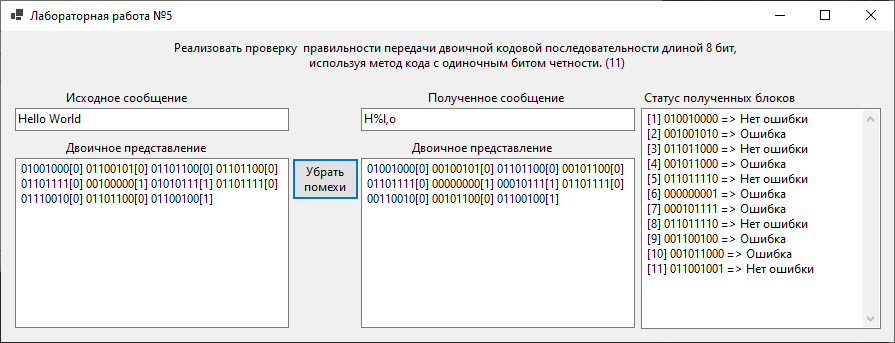 Лабораторная работа №5
Реализовать проверку правильности передачи двоичной кодовой последовательности длиной 8 бит,
используя метод кода с одиночным битом четности. (11)
Исходное сообщение
Hello World
Двоичное представление
01001000[0] 01100101[0] 01101100[0] 01101100[0]
01101111[0] 00100000[1] 01010111[1] 01101111[0]
01110010[0] 01101100[0] 01100100[1]
Убрать
помехи
Полученное сообщение
H%l,o
Двоичное представление
01001000[0] 00100101[0] 01101100[0] 00101100[0]
01101111[0] 00000000[1] 00010111[1] 01101111[0]
00110010[0] 00101100[0] 01100100[1]
Статус полученных блоков
[1] 010010000 => Нет ошибки
[2] 001001010 => Ошибка
[3] 011011000 => Нет ошибки
[4] 001011000 => Ошибка
[5] 011011110 => Нет ошибки
[6] 000000001 => Ошибка
[7] 000101111 => Ошибка
[8] 011011110 => Нет ошибки
[9] 001100100 => Ошибка
[10] 001011000 => Ошибка
[11] 011001001 => Нет ошибки